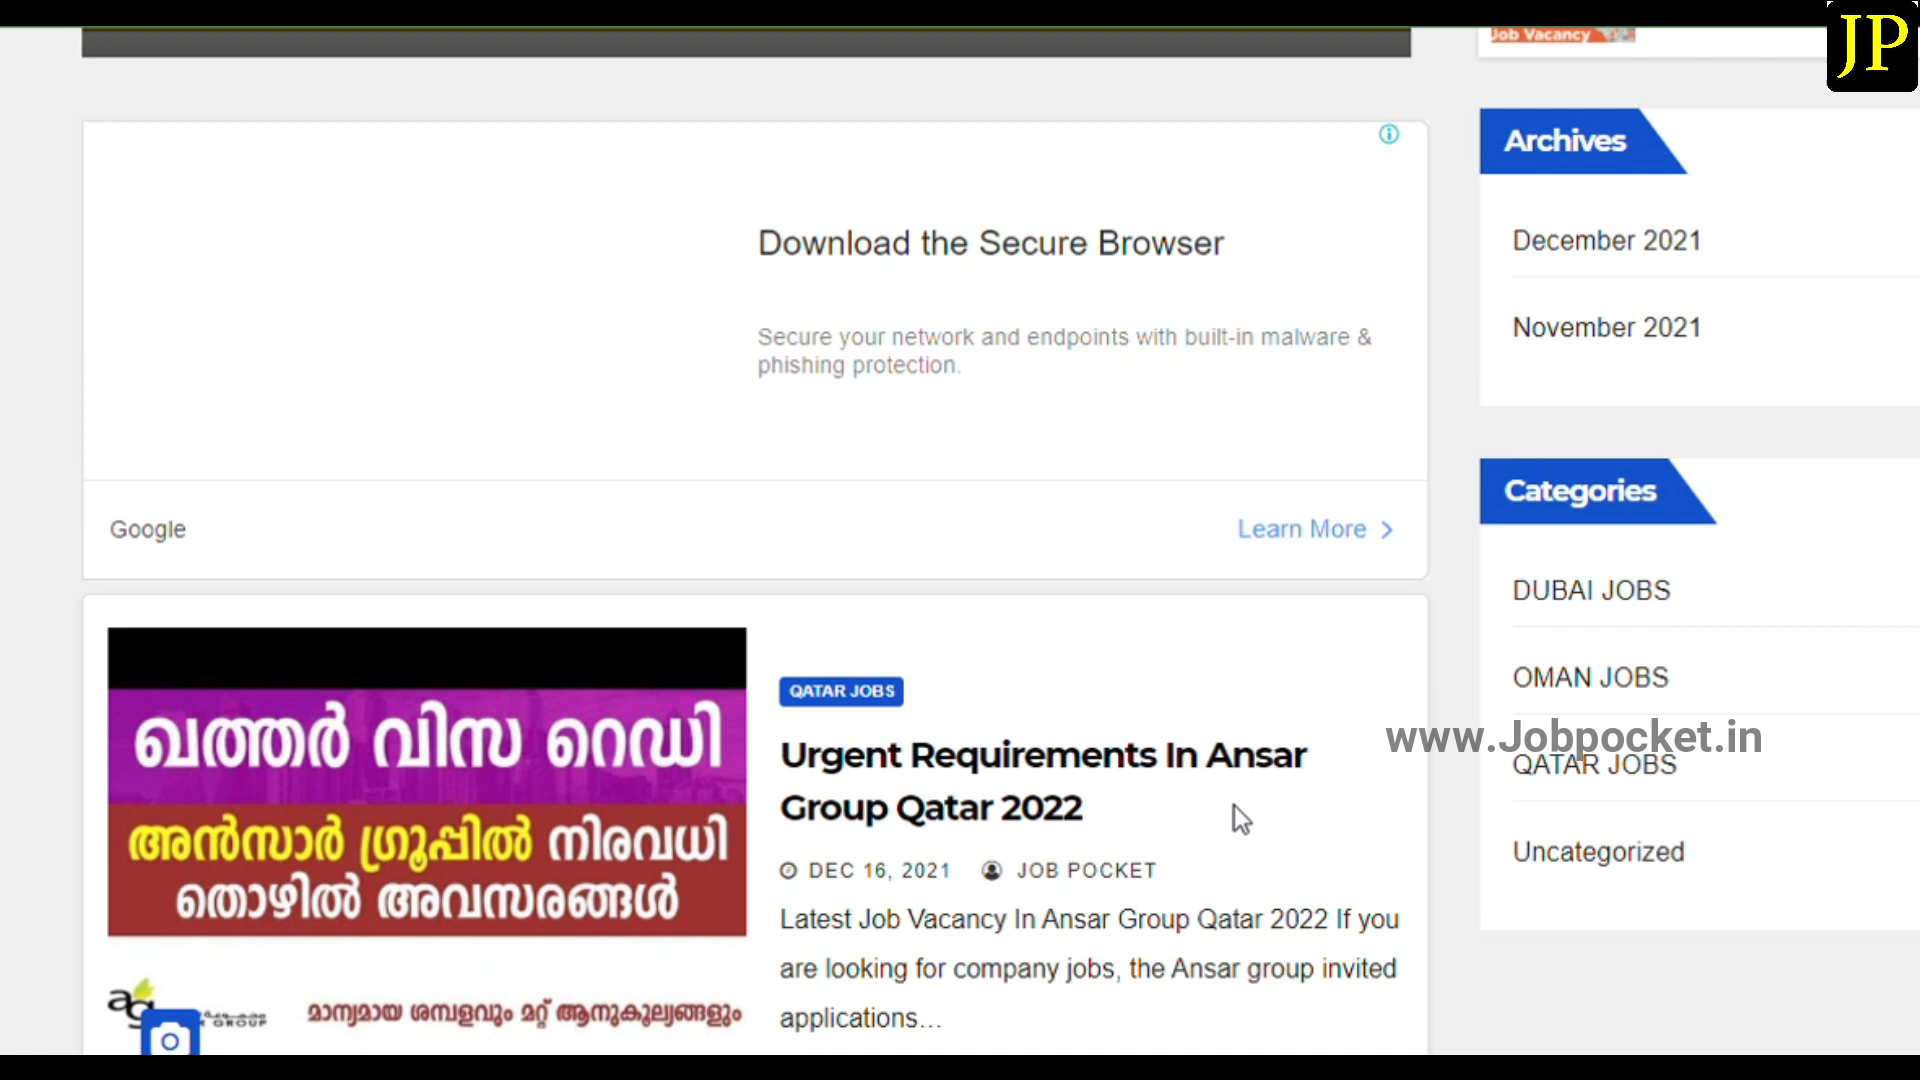 Job Vacancy
JP
Archives
December 2021
November 2021
Download the Secure Browser
Secure your network and endpoints with built-in malware &
phishing protection.
Google
Learn More
Categories
DUBAI JOBS
OMAN JOBS
www.Jobpocket.in
QATAR JOBS
Uncategorized
ഖത്തർ വിസ റെഡി
അൻസാർ ഗ്രൂപ്പിൽ നിരവധി
തൊഴിൽ അവസരങ്ങൾ
മാന്യമായ ശമ്പളവും മറ്റ് ആനുകൂല്യങ്ങളും
QATAR JOBS
Urgent Requirements In Ansar
Group Qatar 2022
DEC 16, 2021 JOB POCKET
Latest Job Vacancy In Ansar Group Qatar 2022 If you
are looking for company jobs, the Ansar group invited
applications...